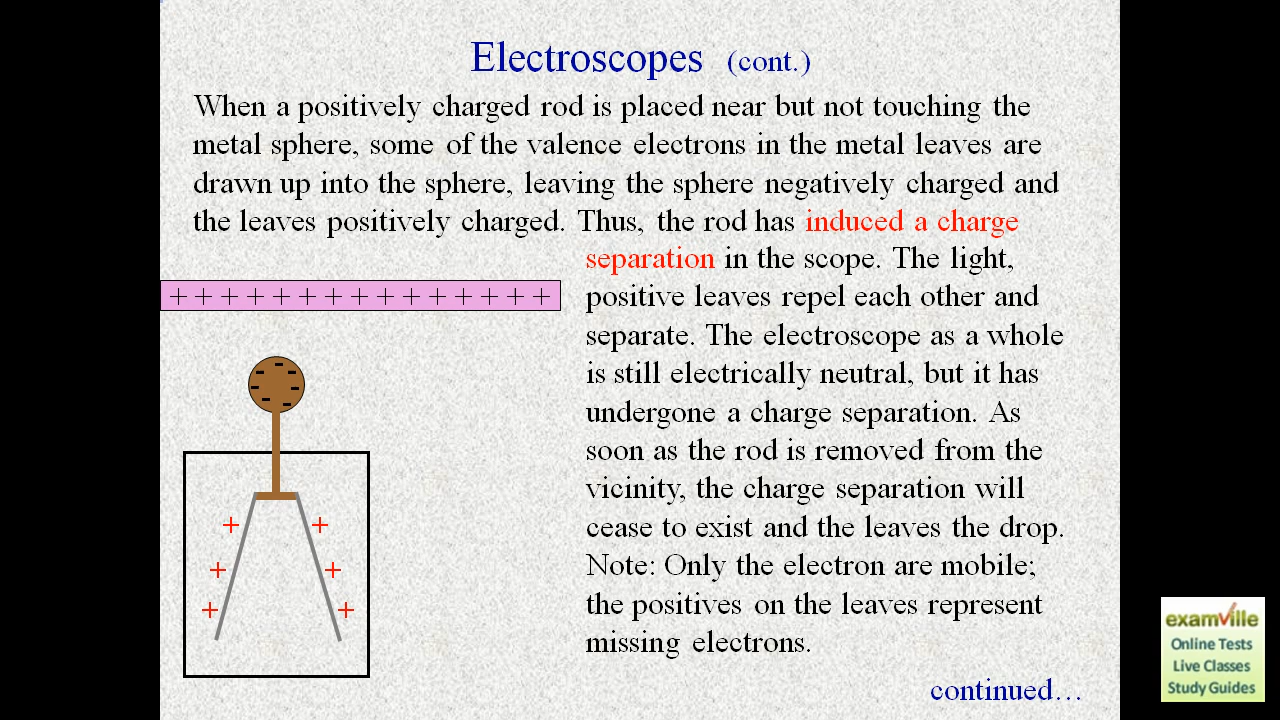 Electroscopes (cont.)
When a positively charged rod is placed near but not touching the
metal sphere, some of the valence electrons in the metal leaves are
drawn up into the sphere, leaving the sphere negatively charged and
the leaves positively charged. Thus, the rod has induced a charge
separation in the scope. The light,
positive leaves repel each other and
separate. The electroscope as a whole
is still electrically neutral, but it has
undergone a charge separation. As
soon as the rod is removed from the
vicinity, the charge separation will
cease to exist and the leaves the drop.
Note: Only the electron are mobile;
the positives on the leaves represent
missing electrons.
+ + + + + + + + + + + + + + +
- - - - - - - -
+ +
+ +
+ +
continued…
examville
Online Tests
Live Classes
Study Guides